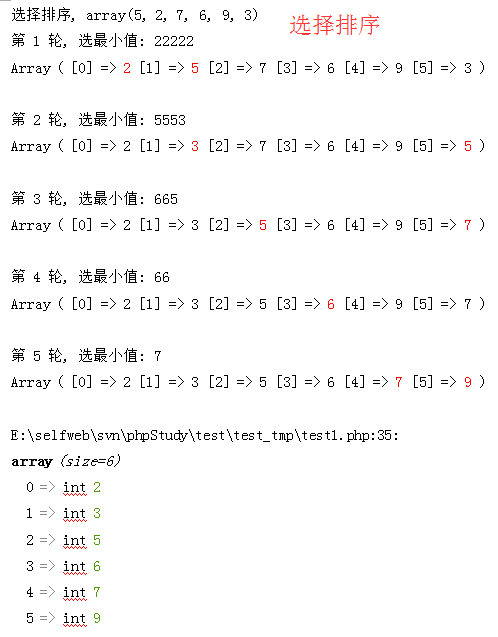 选择排序, array(5, 2, 7, 6, 9, 3)
选择排序
第 1 轮, 选最小值: 22222
Array ( [0] => 2 [1] => 5 [2] => 7 [3] => 6 [4] => 9 [5] => 3 )
第 2 轮, 选最小值: 5553
Array ( [0] => 2 [1] => 3 [2] => 7 [3] => 6 [4] => 9 [5] => 5 )
第 3 轮, 选最小值: 665
Array ( [0] => 2 [1] => 3 [2] => 5 [3] => 6 [4] => 9 [5] => 7 )
第 4 轮, 选最小值: 66
Array ( [0] => 2 [1] => 3 [2] => 5 [3] => 6 [4] => 9 [5] => 7 )
第 5 轮, 选最小值: 7
Array ( [0] => 2 [1] => 3 [2] => 5 [3] => 6 [4] => 7 [5] => 9 )
E:\selfweb\svn\phpStudy\test\test_tmp\test1.php:35:
array (size=6)
0 => int 2
1 => int 3
2 => int 5
3 => int 6
4 => int 7
5 => int 9